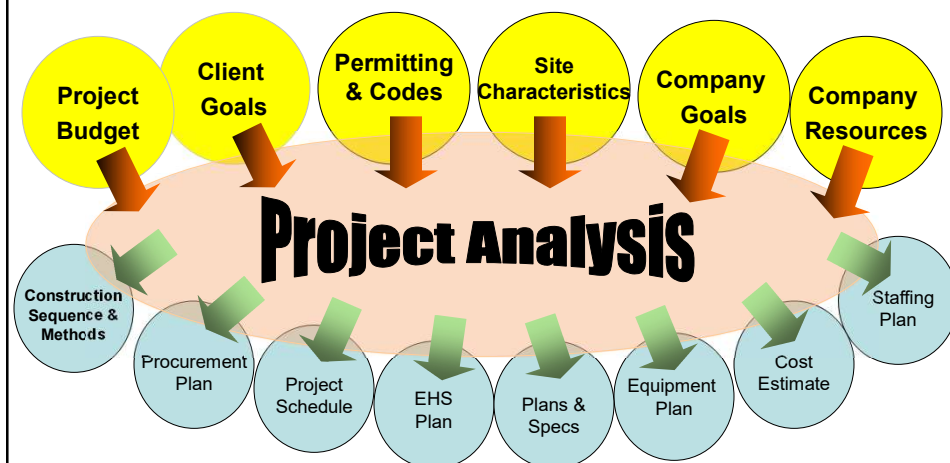 Project
Budget
Client
Goals
Permitting
& Codes
Site
Characteristics
Company
Goals
Company
Resources
Project Analysis
Construction
Sequence &
Methods
Procurement
Plan
Project
Schedule
EHS
Plan
Plans &
Specs
Equipment
Plan
Cost
Estimate
Staffing
Plan